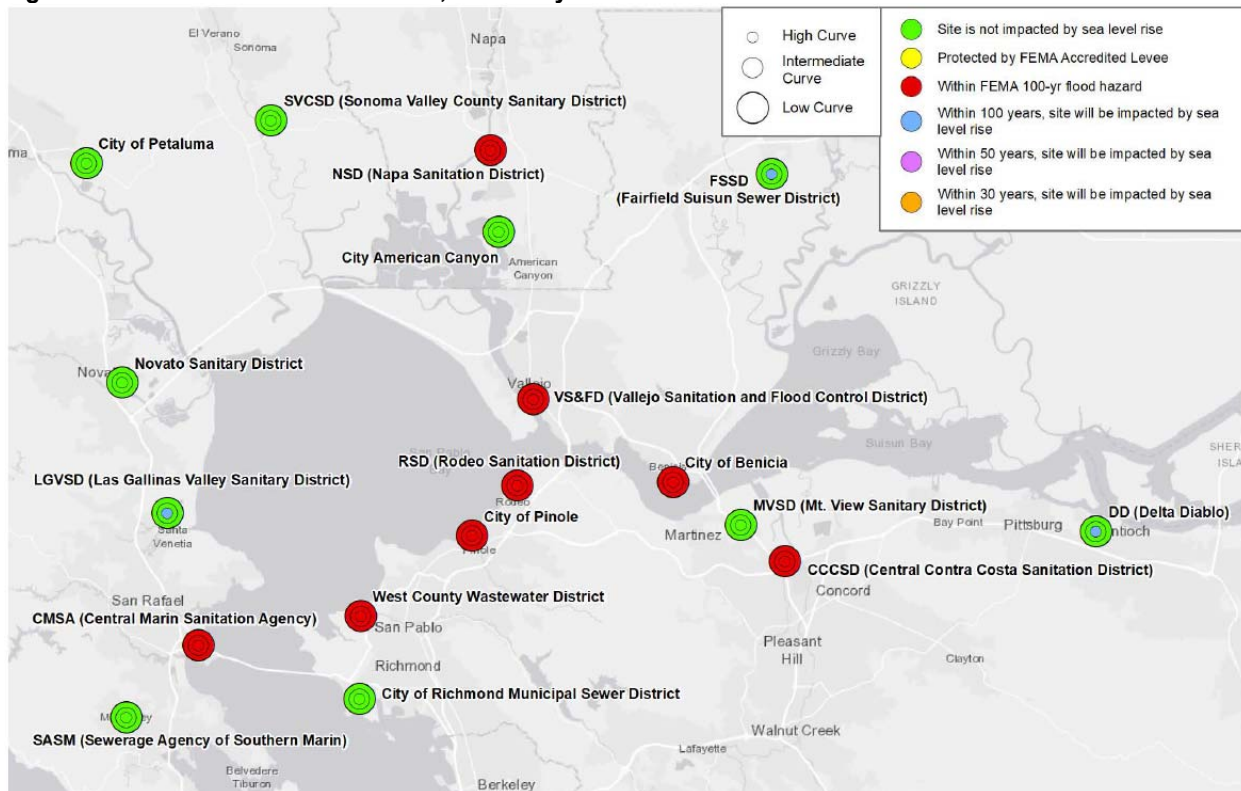 El Verano
Sonoma
Napa
High Curve
Intermediate
Curve
Low Curve
Site is not impacted by sea level rise
Protected by FEMA Accredited Levee
Within FEMA 100-yr flood hazard
Within 100 years, site will be impacted by sea
level rise
Within 50 years, site will be impacted by sea
level rise
Within 30 years, site will be impacted by sea
level rise
SVCSD (Sonoma Valley County Sanitary District)
City of Petaluma
NSD (Napa Sanitation District)
FSSD
(Fairfield Suisun Sewer District)
City American Canyon
American
Canyon
GRIZZLY
ISLAND
Grizzly Bay
Novato Sanitary District
Vallejo
VS&FD (Vallejo Sanitation and Flood Control District)
Suisun Bay
RSD (Rodeo Sanitation District)
Rodeo
City of Benicia
LGVSD (Las Gallinas Valley Sanitary District)
Santa
Venetia
City of Pinole
Pinole
MVSD (Mt. View Sanitary District)
Martinez
Bay Point
Pittsburg
DD (Delta Diablo)
CCCSD (Central Contra Costa Sanitation District)
Concord
San Rafael
CMSA (Central Marin Sanitation Agency)
West County Wastewater District
San Pablo
Pleasant
Hill
Clayton
Richmond
City of Richmond Municipal Sewer District
SASM (Sewerage Agency of Southern Marin)
Walnut Creek
Lafayette
Belvedere
Tiburon
Berkeley